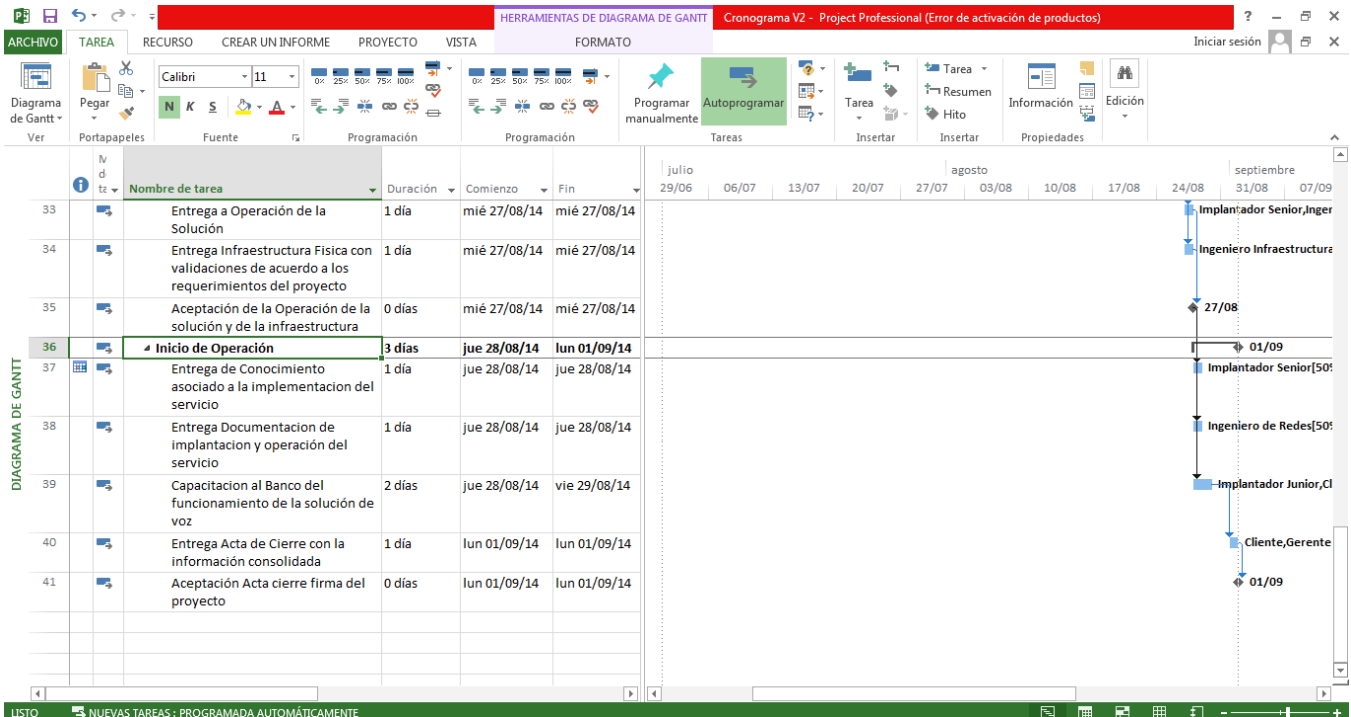 HERRAMIENTAS DE DIAGRAMA DE GANTT
Cronograma V2 - Project Professional (Error de activación de productos)
ARCHIVO TAREA RECURSO CREAR UN INFORME PROYECTO VISTA FORMATO Iniciar sesión
Diagrama de Gantt
Ver
Pegar
Portapapeles
Calibri 11
N K S A
Fuente
0% 25% 50% 75% 100%
Programación
0% 25% 50% 75% 100%
Programación
Programar manualmente
Autoprogramar
Tareas
Tarea
Insertar
Tarea
Resumen
Hito
Insertar
Información
Propiedades
Edición
Nombre de tarea Duración Comienzo Fin
julio agosto septiembre
29/06 06/07 13/07 20/07 27/07 03/08 10/08 17/08 24/08 31/08 07/09
33 Entrega a Operación de la 1 día mié 27/08/14 mié 27/08/14 Implantador Senior,Inger
Solución
34 Entrega Infraestructura Fisica con 1 día mié 27/08/14 mié 27/08/14 Ingeniero Infraestructura
validaciones de acuerdo a los
requerimientos del proyecto
35 Aceptación de la Operación de la 0 días mié 27/08/14 mié 27/08/14 27/08
solución y de la infraestructura
36 Inicio de Operación 3 días jue 28/08/14 lun 01/09/14 01/09
37 Entrega de Conocimiento 1 día jue 28/08/14 jue 28/08/14 Implantador Senior[50%
asociado a la implementacion del
servicio
38 Entrega Documentacion de 1 día jue 28/08/14 jue 28/08/14 Ingeniero de Redes[50%
implantacion y operación del
servicio
39 Capacitacion al Banco del 2 días jue 28/08/14 vie 29/08/14 Implantador Junior,Cl
funcionamiento de la solución de
voz
40 Entrega Acta de Cierre con la 1 día lun 01/09/14 lun 01/09/14 Cliente,Gerente
información consolidada
41 Aceptación Acta cierre firma del 0 días lun 01/09/14 lun 01/09/14 01/09
proyecto
DIAGRAMA DE GANTT
LISTO NUEVAS TAREAS : PROGRAMADA AUTOMÁTICAMENTE